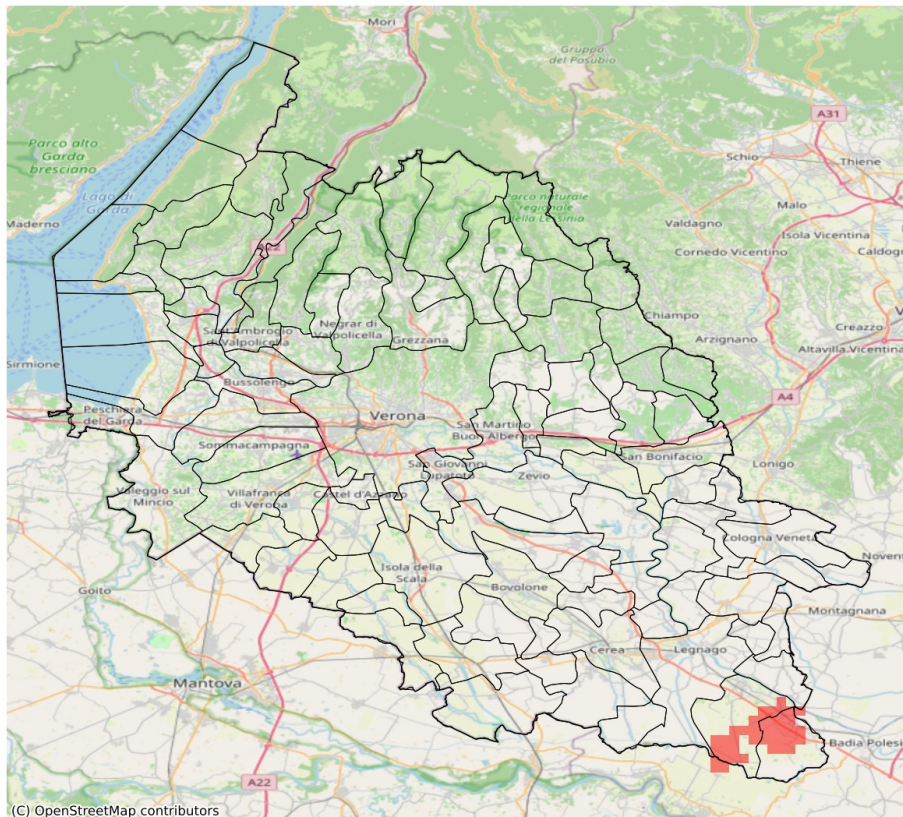 Mori
Gruppo
del Pasubio
A31
Parco alto
Garda
bresciano
Schio
Thiene
Lago di
Garda
Parco naturale
regionale
della Lessinia
Malo
Maderno
Valdagno
Isola Vicentina
Cornedo Vicentino
Caldogn
A22
Chiampo
Sant'Ambrogio
di Valpolicella
Negrar di
Valpolicella
Grezzana
Arzignano
Creazzo
Altavilla Vicentina
Sirmione
Bussolengo
A4
Peschiera
del Garda
Verona
San Martino
Buon Albergo
Sommacampagna
San Bonifacio
Lonigo
San Giovanni
Lupatoto
Zevio
Valeggio sul
Mincio
Villafranca
di Verona
Castel d'Azzano
Cologna Veneta
Isola della
Scala
Bovolone
Goito
Montagnana
Cerea
Legnago
Mantova
Badia Polesi
A22
(C) OpenStreetMap contributors